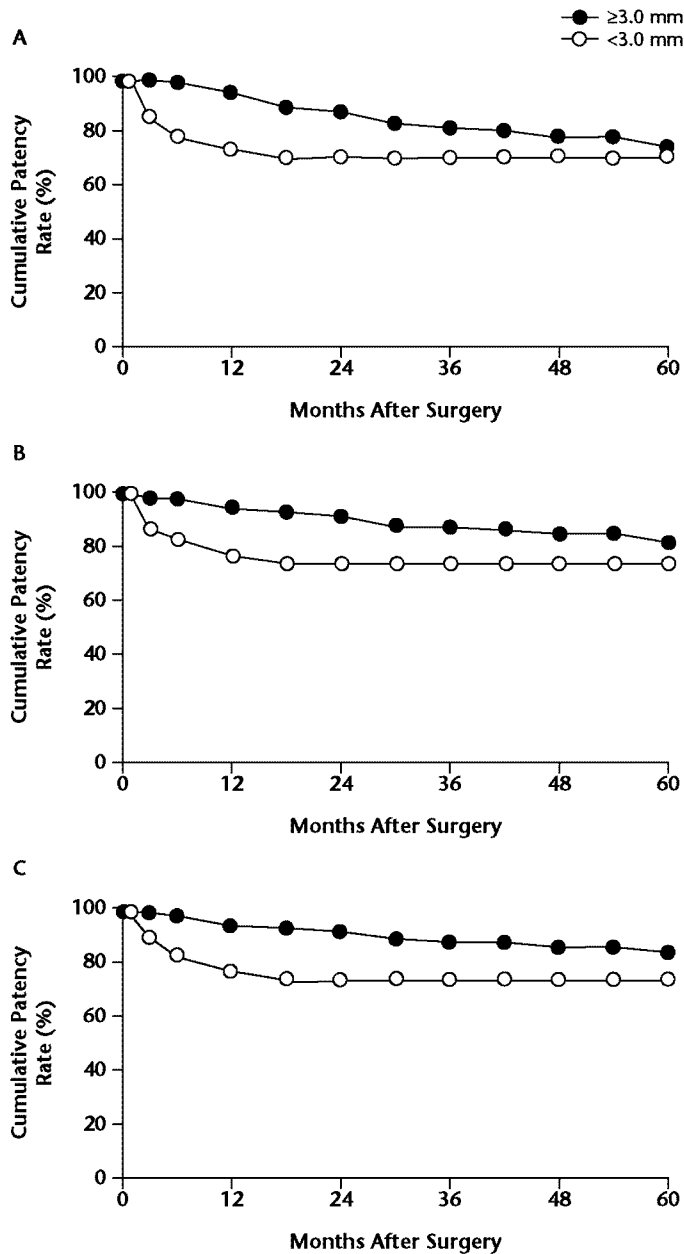 ≥3.0 mm
<3.0 mm
A
100
80
60
40
20
0
Cumulative Patency
Rate (%)
0 12 24 36 48 60
Months After Surgery
B
100
80
60
40
20
0
Cumulative Patency
Rate (%)
0 12 24 36 48 60
Months After Surgery
C
100
80
60
40
20
0
Cumulative Patency
Rate (%)
0 12 24 36 48 60
Months After Surgery